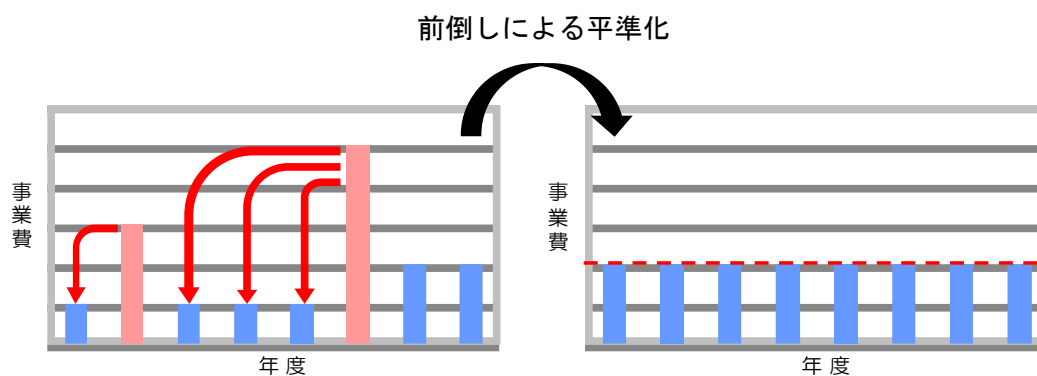 前倒しによる平準化
事業費
年度
事業費
年度